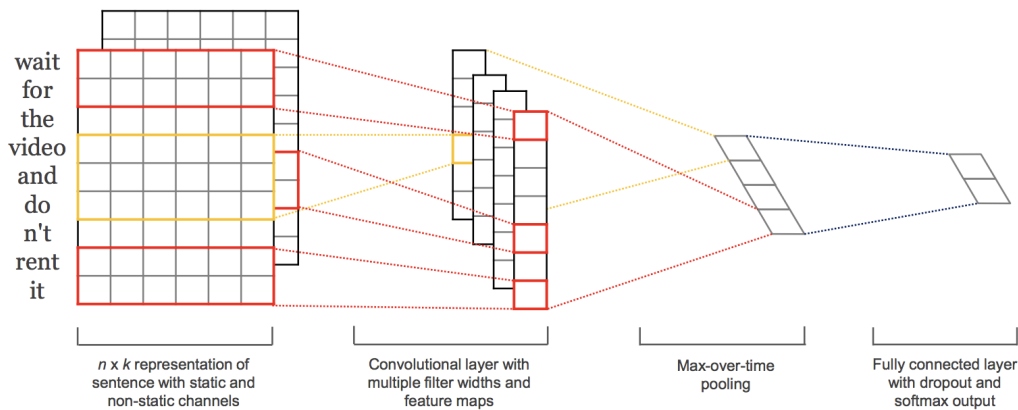 wait
for
the
video
and
do
n't
rent
it
n x k representation of
sentence with static and
non-static channels
Convolutional layer with
multiple filter widths and
feature maps
Max-over-time
pooling
Fully connected layer
with dropout and
softmax output